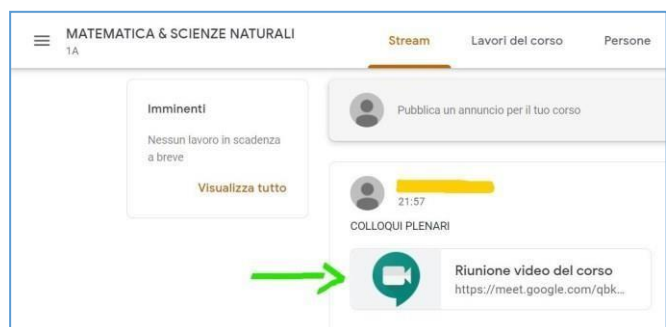 MATEMATICA & SCIENZE NATURALI
1A
Stream Lavori del corso Persone
Imminenti
Nessun lavoro in scadenza
a breve
Visualizza tutto
Pubblica un annuncio per il tuo corso
21:57
COLLOQUI PLENARI
Riunione video del corso
https://meet.google.com/qbk...